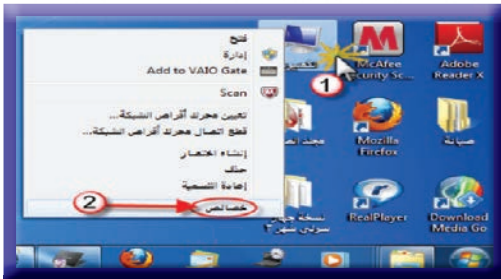 فتح
إدارة
Add to VAIO Gate
Scan
تعيين محرك أقراص الشبكة...
قطع اتصال محرك أقراص الشبكة...
إنشاء اختصار
حذف
إعادة التسمية
خصائص
2
1
McAfee
Security Sc...
Adobe
Reader X
Mozilla
Firefox
صيانة
RealPlayer
Download
Media Go